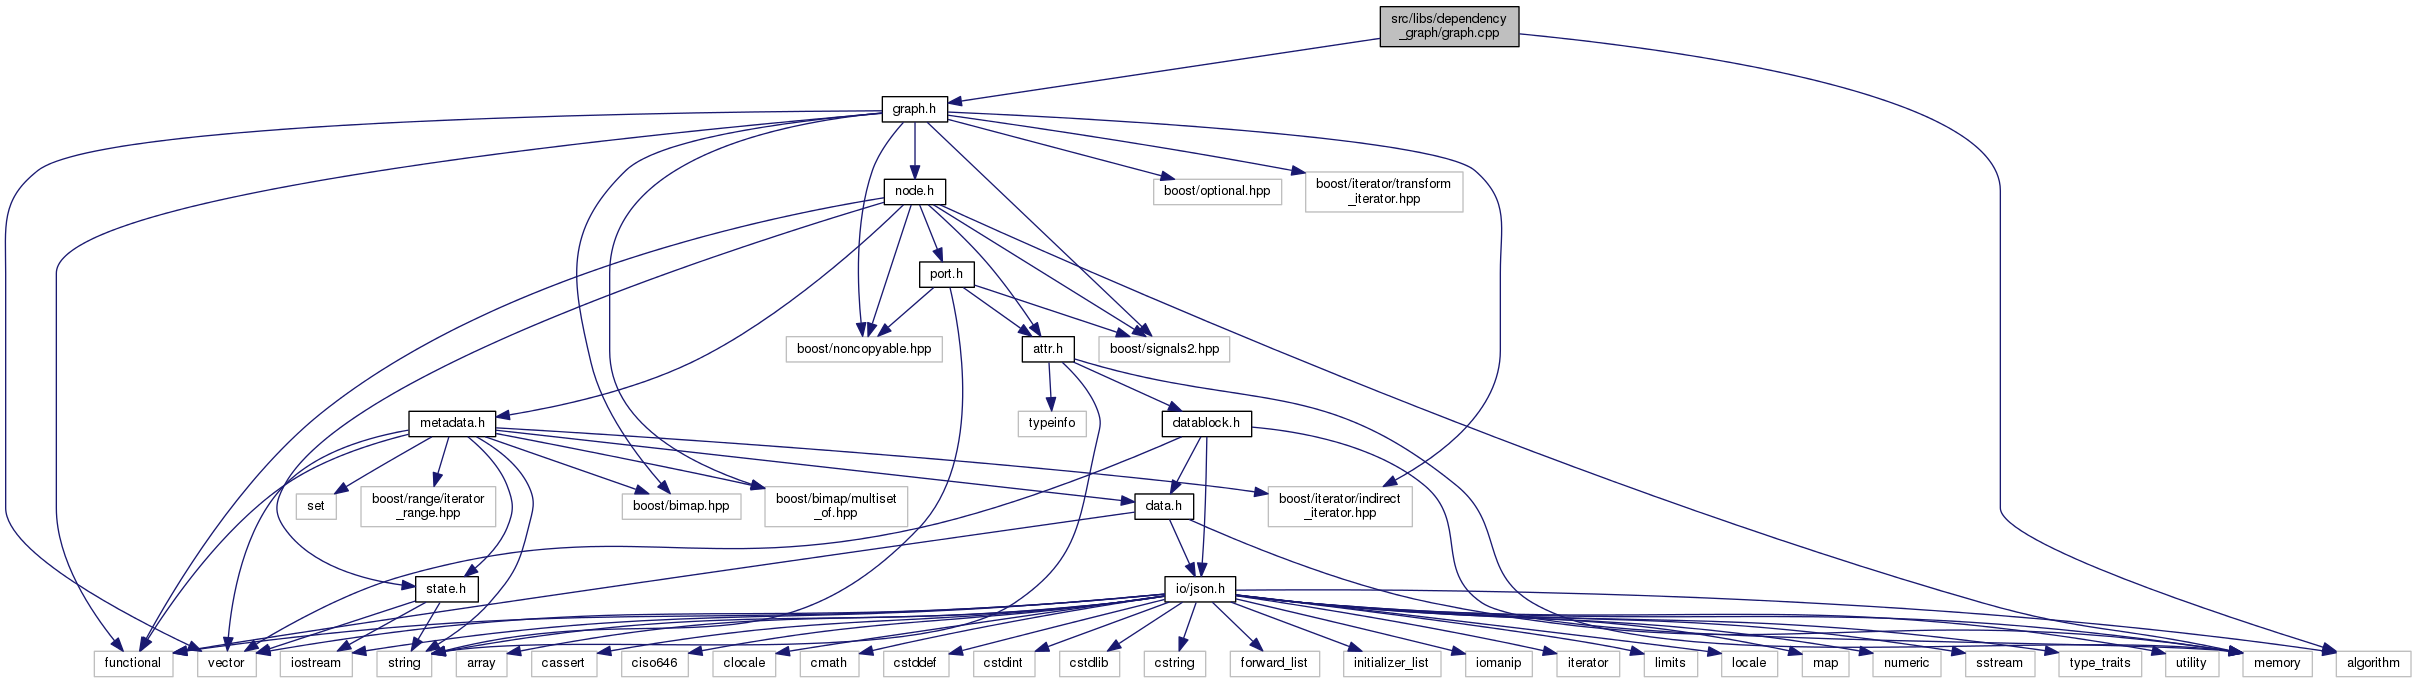 src/libs/dependency
_graph/graph.cpp
graph.h
node.h
boost/optional.hpp
boost/iterator/transform
_iterator.hpp
port.h
boost/noncopyable.hpp
attr.h
boost/signals2.hpp
metadata.h
typeinfo
datablock.h
set
boost/range/iterator
_range.hpp
boost/bimap.hpp
boost/bimap/multiset
_of.hpp
data.h
boost/iterator/indirect
_iterator.hpp
state.h
io/json.h
functional
vector
iostream
string
array
cassert
ciso646
clocale
cmath
cstddef
cstdint
cstdlib
cstring
forward_list
initializer_list
iomanip
iterator
limits
locale
map
numeric
sstream
type_traits
utility
memory
algorithm